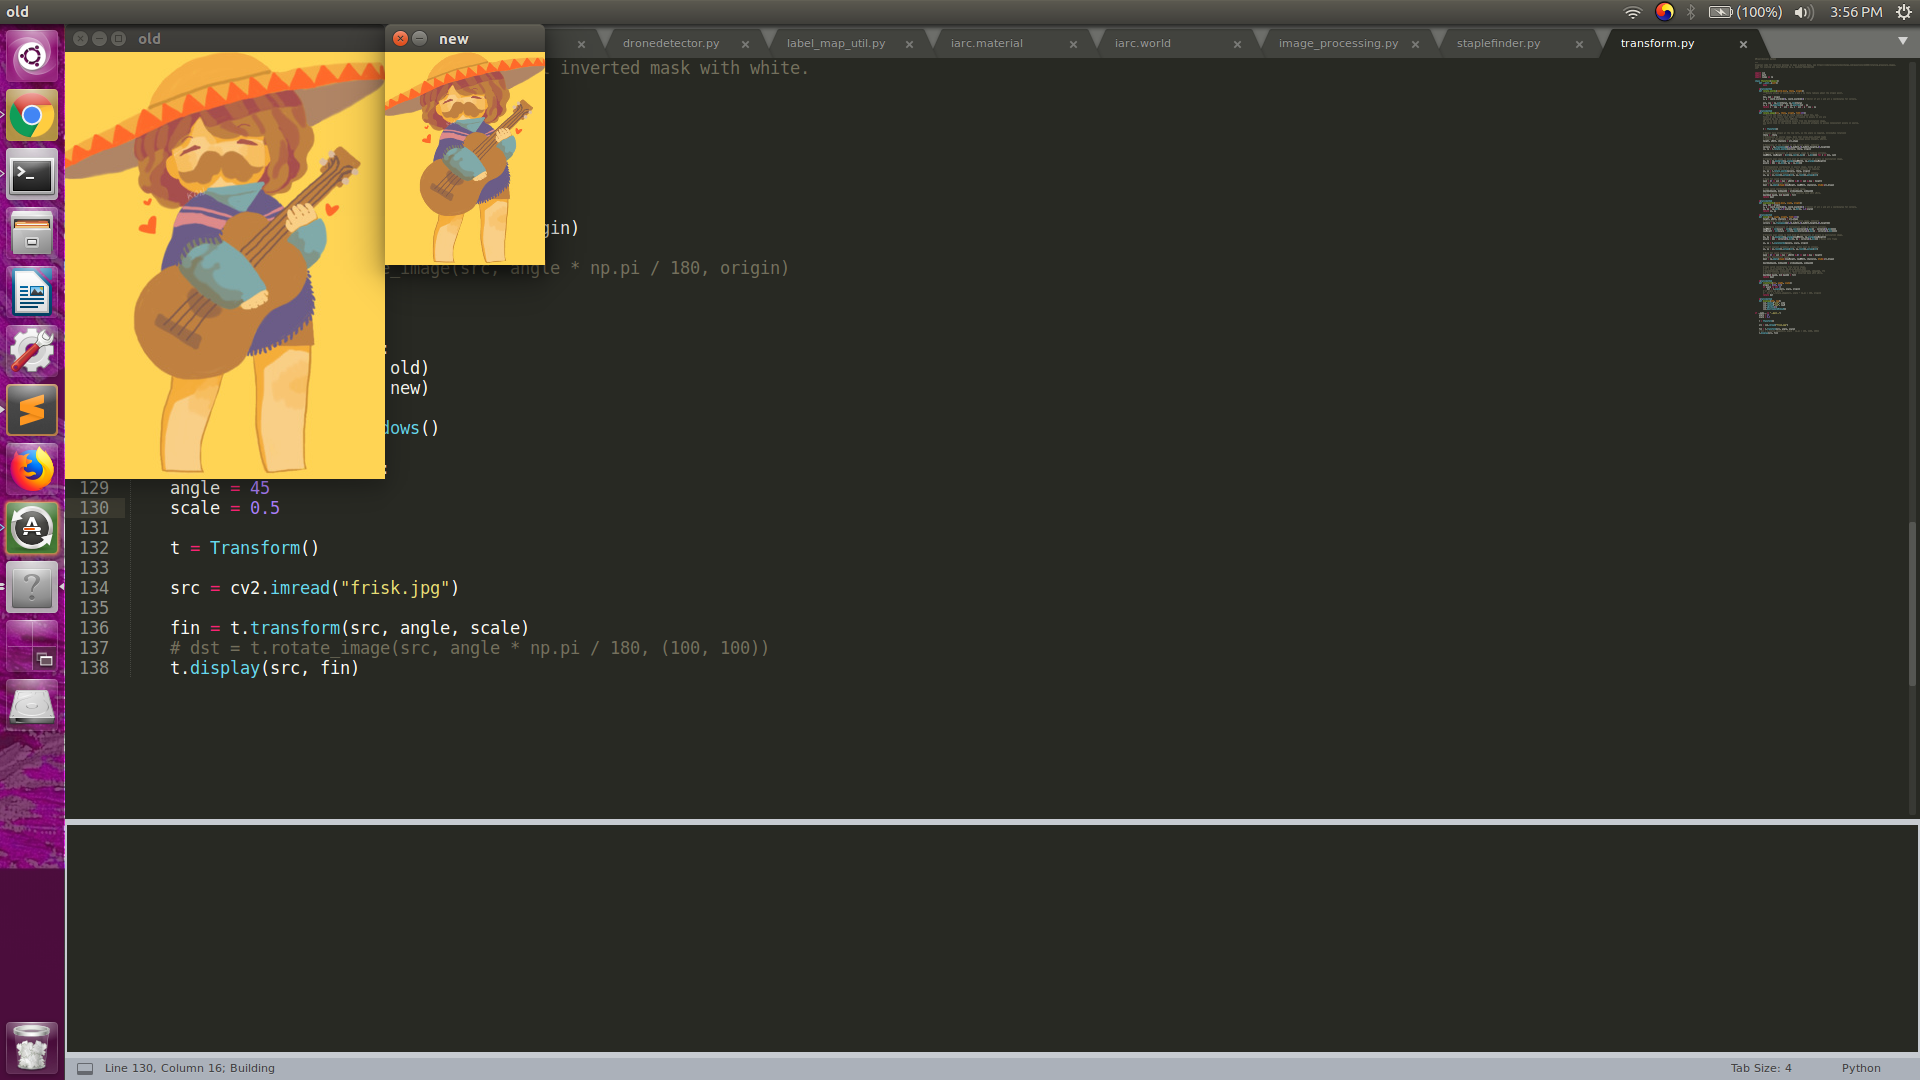 old
(100%) 3:56 PM
old
new
dronedetector.py
label_map_util.py
iarc.material
iarc.world
image_processing.py
staplefinder.py
transform.py
inverted mask with white.
gin)
_image(src, angle * np.pi / 180, origin)
old)
new)
dows()
129 angle = 45
130 scale = 0.5
131
132 t = Transform()
133
134 src = cv2.imread("frisk.jpg")
135
136 fin = t.transform(src, angle, scale)
137 # dst = t.rotate_image(src, angle * np.pi / 180, (100, 100))
138 t.display(src, fin)
Line 130, Column 16; Building
Tab Size: 4
Python